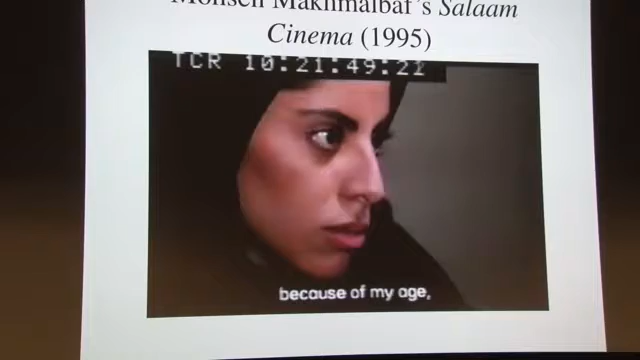 Mohsen Makhmalbaf's Salaam
Cinema (1995)
TCR 10:21:49:22
because of my age,